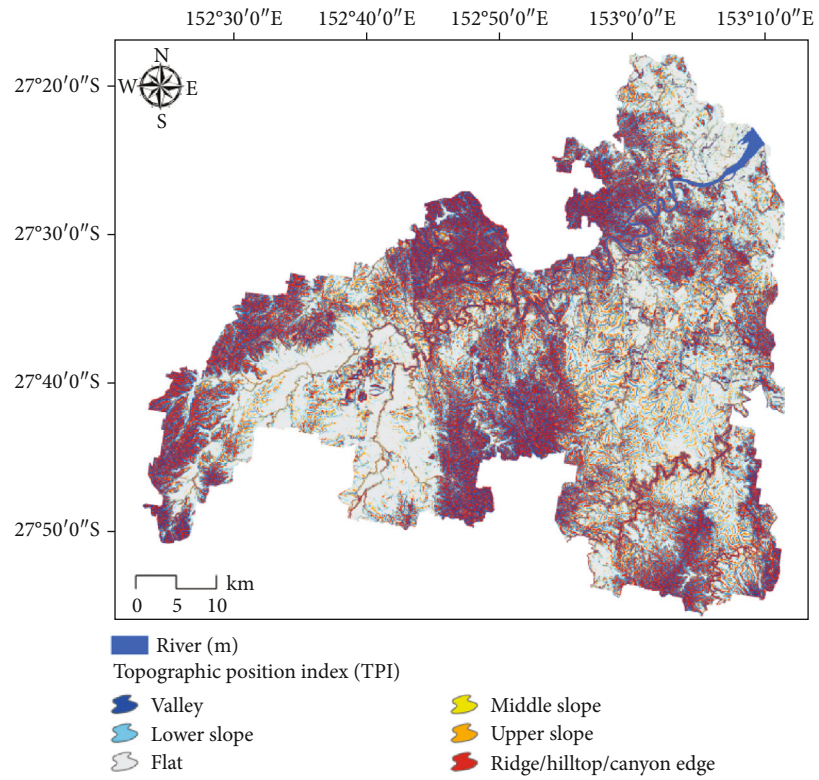 152°30′0″E 152°40′0″E 152°50′0″E 153°0′0″E 153°10′0″E
27°20′0″S
27°30′0″S
27°40′0″S
27°50′0″S
N
W E
S
km
0 5 10
River (m)
Topographic position index (TPI)
Valley
Lower slope
Flat
Middle slope
Upper slope
Ridge/hilltop/canyon edge